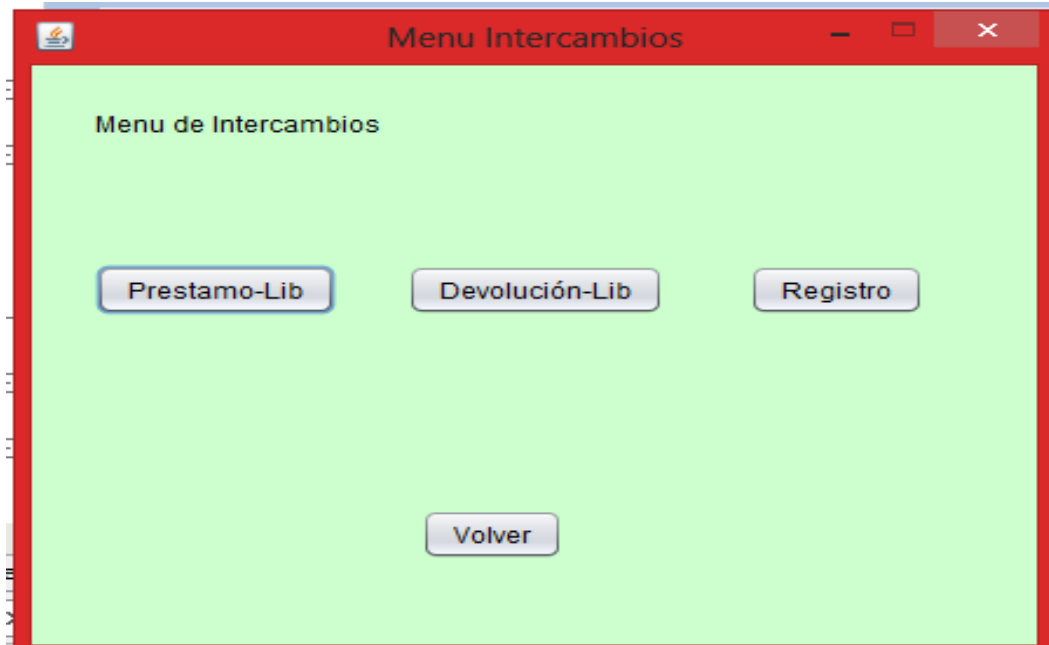 Menu Intercambios
Menu de Intercambios
Prestamo-Lib Devolución-Lib Registro
Volver